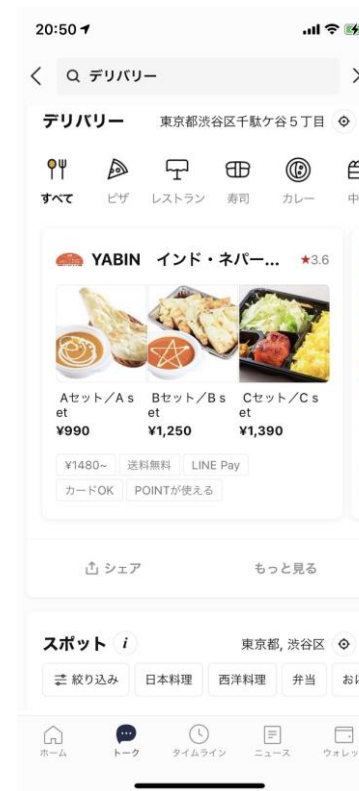 20:50
デリバリー
デリバリー 東京都渋谷区千駄ケ谷5丁目
すべて ピザ レストラン 寿司 カレー 中
YABIN インド・ネパー... ★3.6
Aセット/A s
et
¥990
Bセット/B s
et
¥1,250
Cセット/C s
et
¥1,390
¥1480~ 送料無料 LINE Pay
カードOK POINTが使える
シェア もっと見る
スポット i 東京都, 渋谷区
絞り込み 日本料理 西洋料理 弁当 おに
ホーム トーク タイムライン ニュース ウォレッ